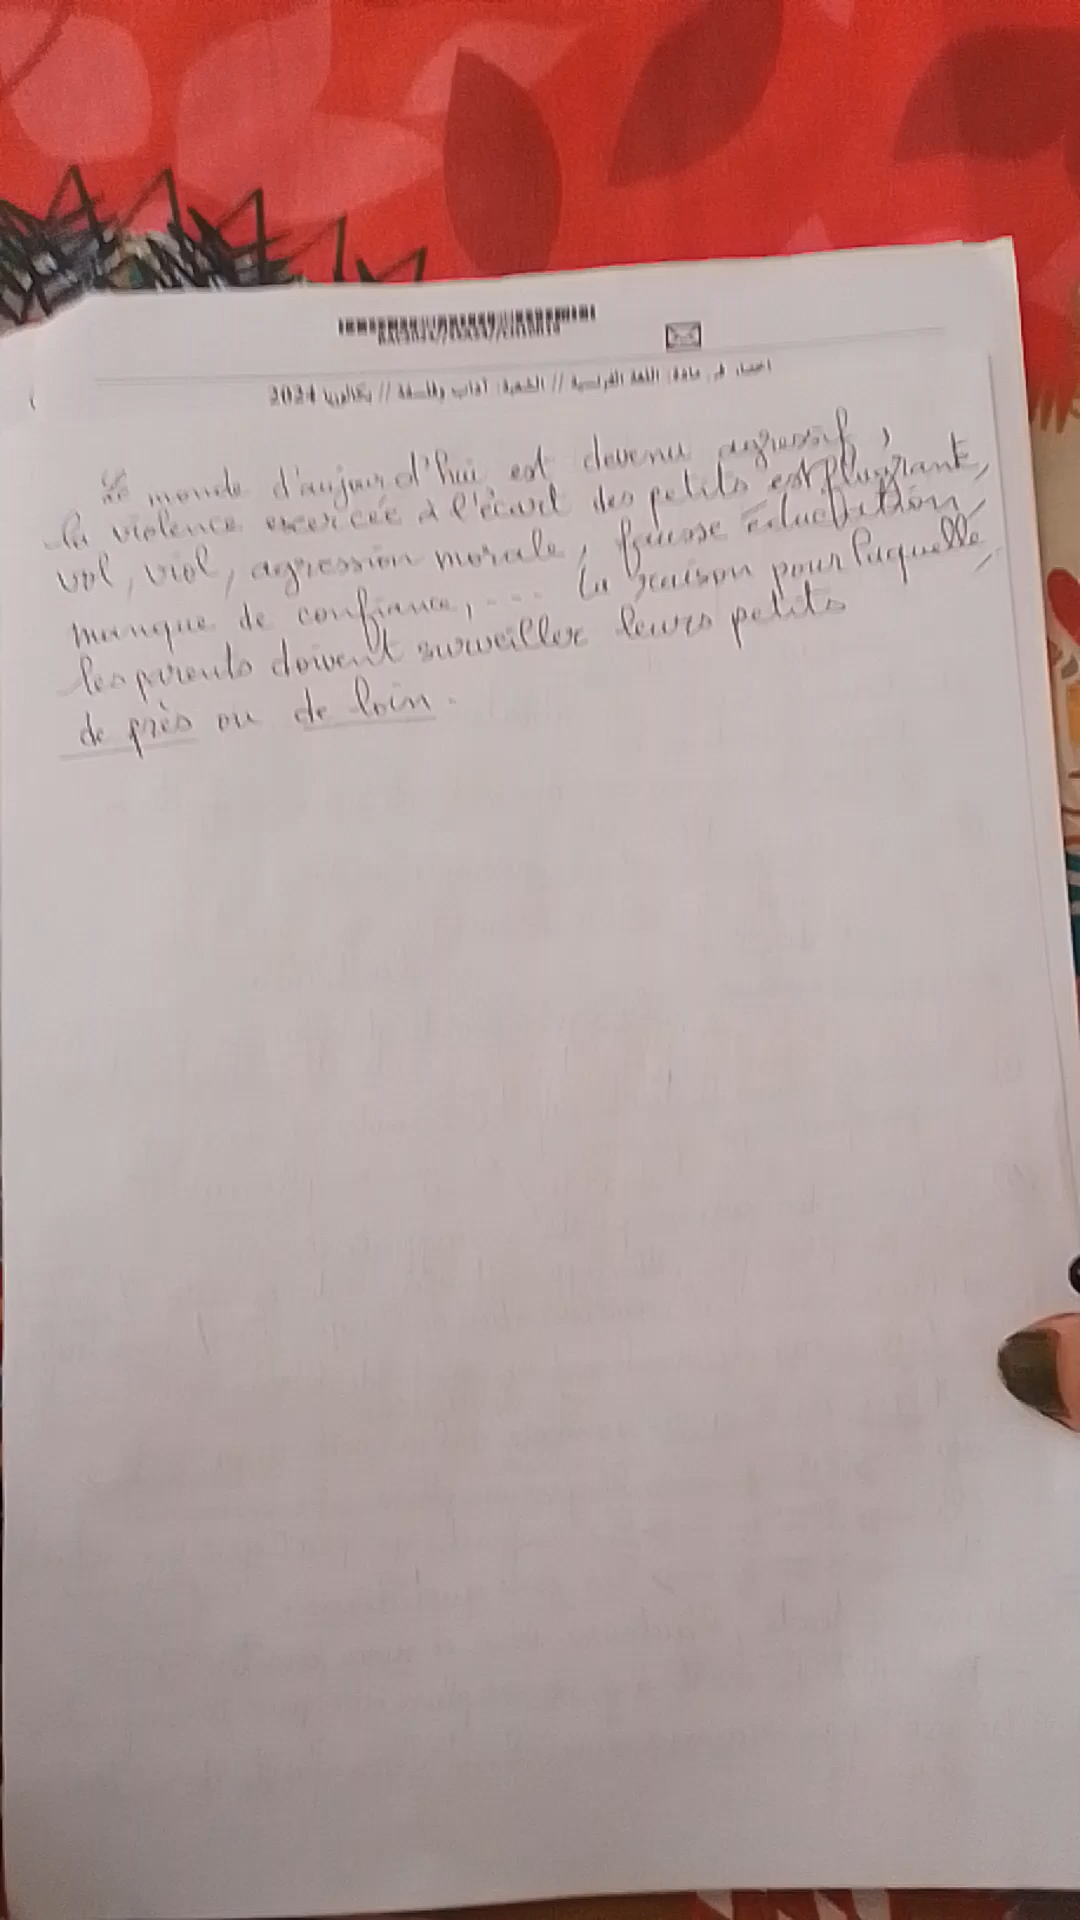 اختبار في مادة: اللغة الفرنسية // الشعبة: آداب وفلسفة // بكالوريا 2024
Le monde d'aujourd'hui est devenu agressif,
la violence exercée à l'écart des petits est flagrant,
vol, viol, agression morale, fausse éducation,
manque de confiance, .... la raison pour laquelle,
les parents doivent surveiller leurs petits
de près ou de loin.